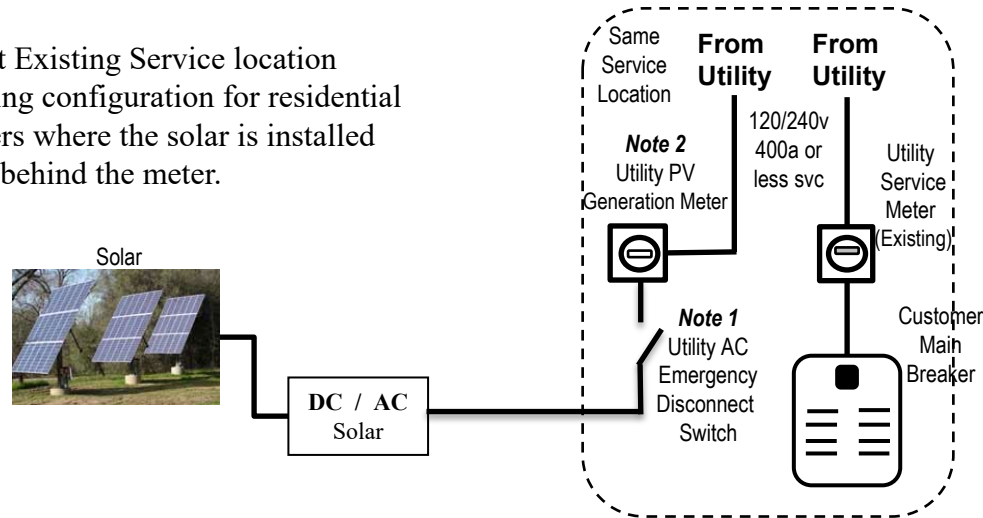 t Existing Service location
ing configuration for residential
ers where the solar is installed
behind the meter.
Same
Service
Location
From
Utility
From
Utility
120/240v
400a or
less svc
Note 2
Utility PV
Generation Meter
Utility
Service
Meter
(Existing)
Solar
Note 1
Utility AC
Emergency
Disconnect
Switch
Customer
Main
Breaker
DC / AC
Solar